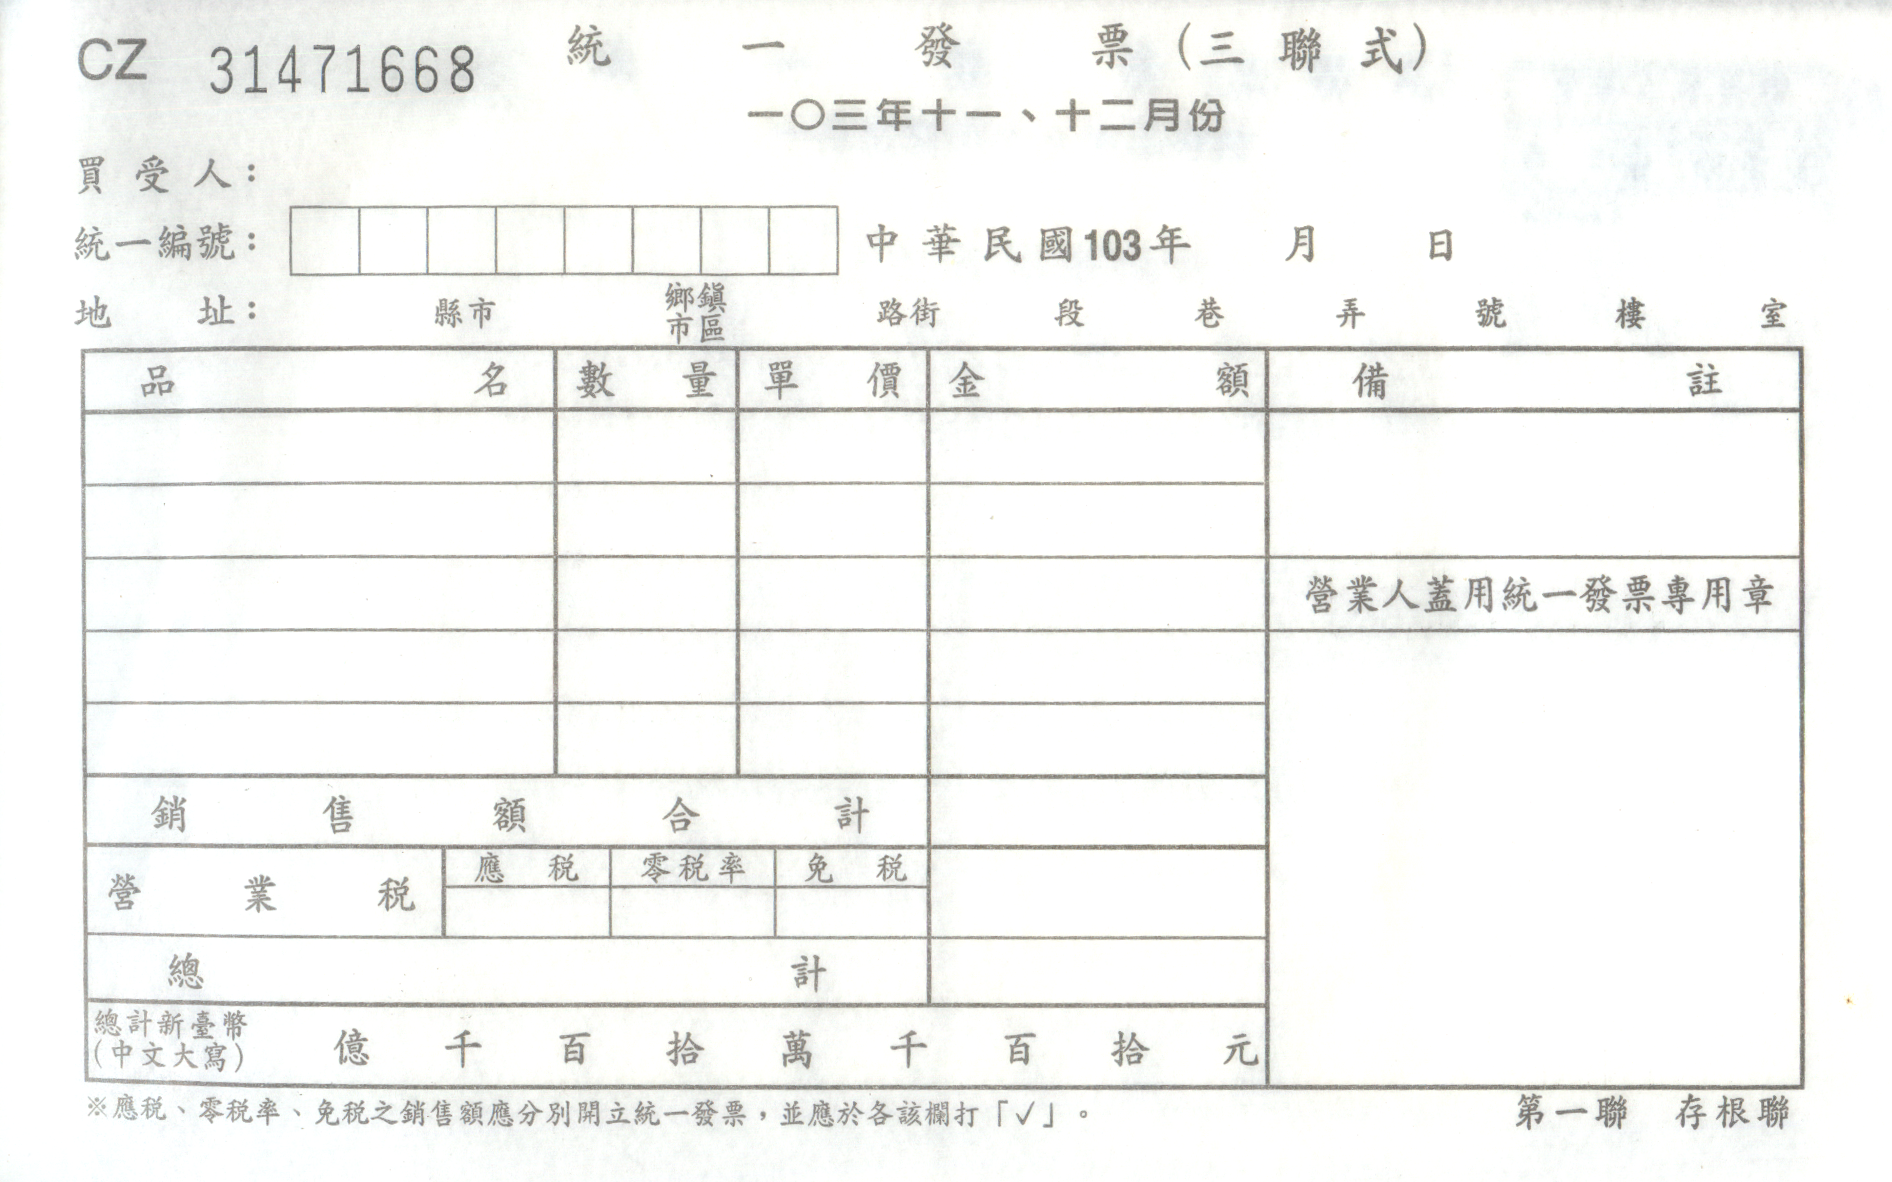 CZ 31471668 統一發票（三聯式）
一〇三年十一、十二月份
買受人：
統一編號： 中華民國103年 月 日
地址： 縣市 鄉鎮市區 路街 段 巷 弄 號 樓 室
品名 數量 單價 金額 備註
營業人蓋用統一發票專用章
銷售額合計
營業稅 應稅 零稅率 免稅
總計
總計新臺幣
（中文大寫） 億 千 百 拾 萬 千 百 拾 元
※應稅、零稅率、免稅之銷售額應分別開立統一發票，並應於各該欄打「✓」。
第一聯 存根聯